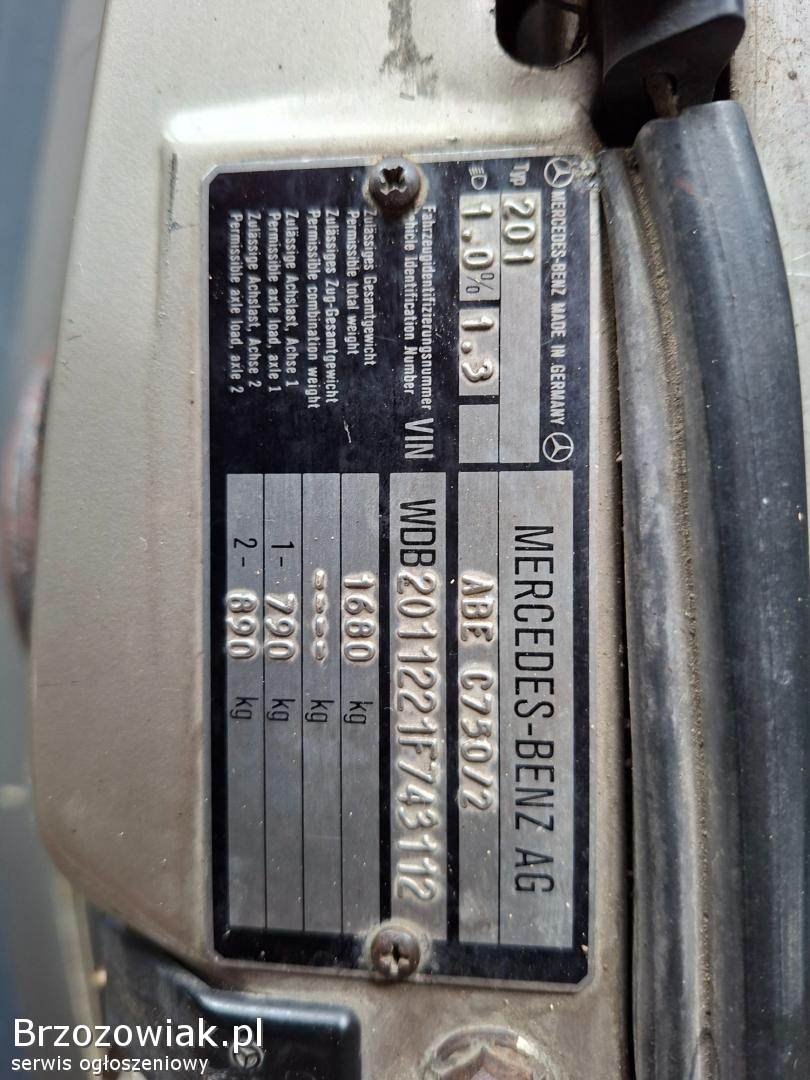 MERCEDES-BENZ MADE IN GERMANY
Typ 201
1.0% 1.3
MERCEDES-BENZ AG
ABE C750/2
Fahrzeugidentifizierungsnummer
Vehicle Identification Number
VIN
WDB2011221F743112
Zulässiges Gesamtgewicht
Permissible total weight
1680 kg
Zulässiges Zug-Gesamtgewicht
Permissible combination weight
---- kg
Zulässige Achslast, Achse 1
Permissible axle load, axle 1
1- 790 kg
Zulässige Achslast, Achse 2
Permissible axle load, axle 2
2- 890 kg
Brzozowiak.pl
serwis ogłoszeniowy